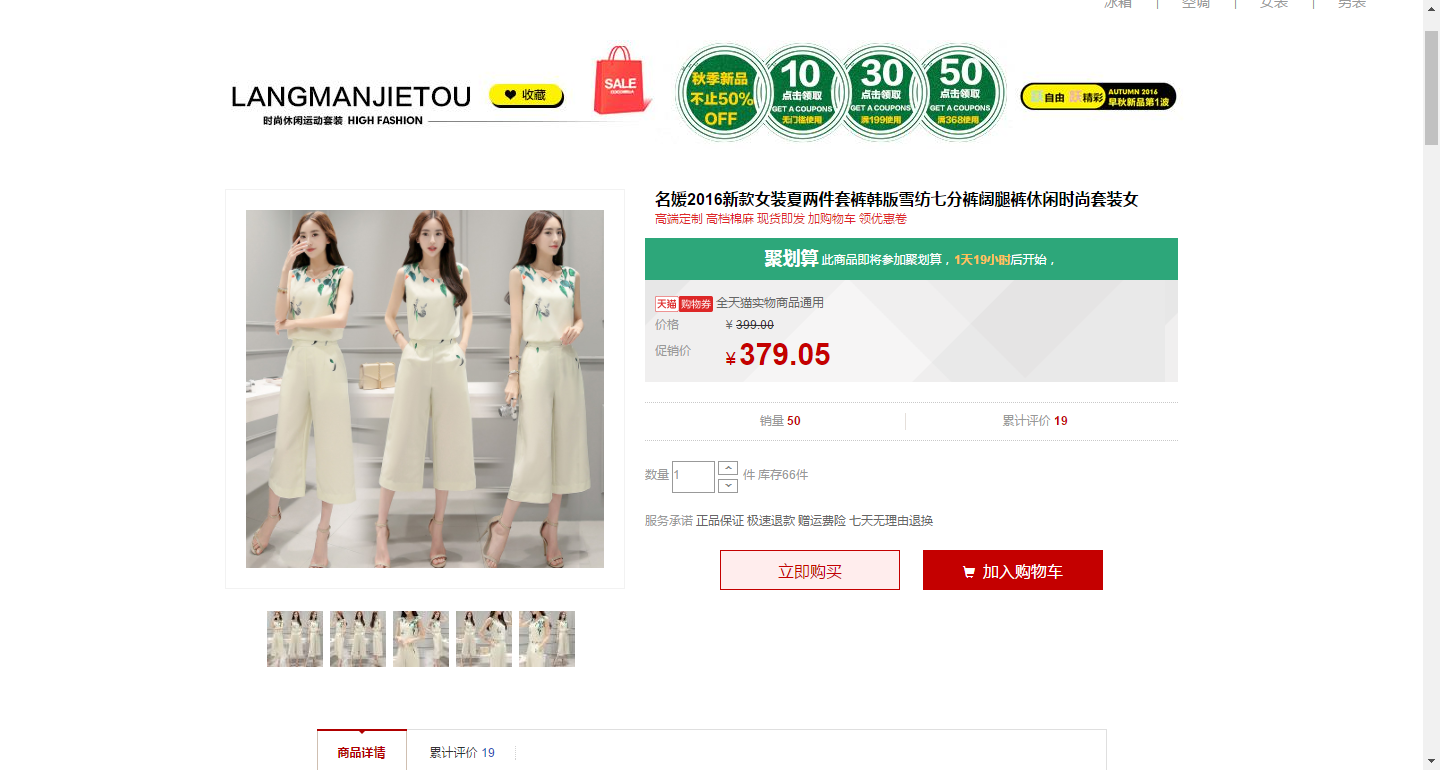 冰箱 空调 女装 男装
LANGMANJIETOU
收藏
时尚休闲运动套装 HIGH FASHION
SALE
秋季新品
不止50%
OFF
10
点击领取
GET A COUPONS
无门槛使用
30
点击领取
GET A COUPONS
满199使用
50
点击领取
GET A COUPONS
满368使用
自由
精彩
AUTUMN 2016
早秋新品第1波
名媛2016新款女装夏两件套裤韩版雪纺七分裤阔腿裤休闲时尚套装女
高端定制 高档棉麻 现货即发 加购物车 领优惠卷
聚划算 此商品即将参加聚划算，1天19小时后开始，
天猫 购物券 全天猫实物商品通用
价格 ¥ 399.00
促销价 ¥ 379.05
销量 50
累计评价 19
数量 1 件 库存66件
服务承诺 正品保证 极速退款 赠运费险 七天无理由退换
立即购买
加入购物车
商品详情
累计评价 19